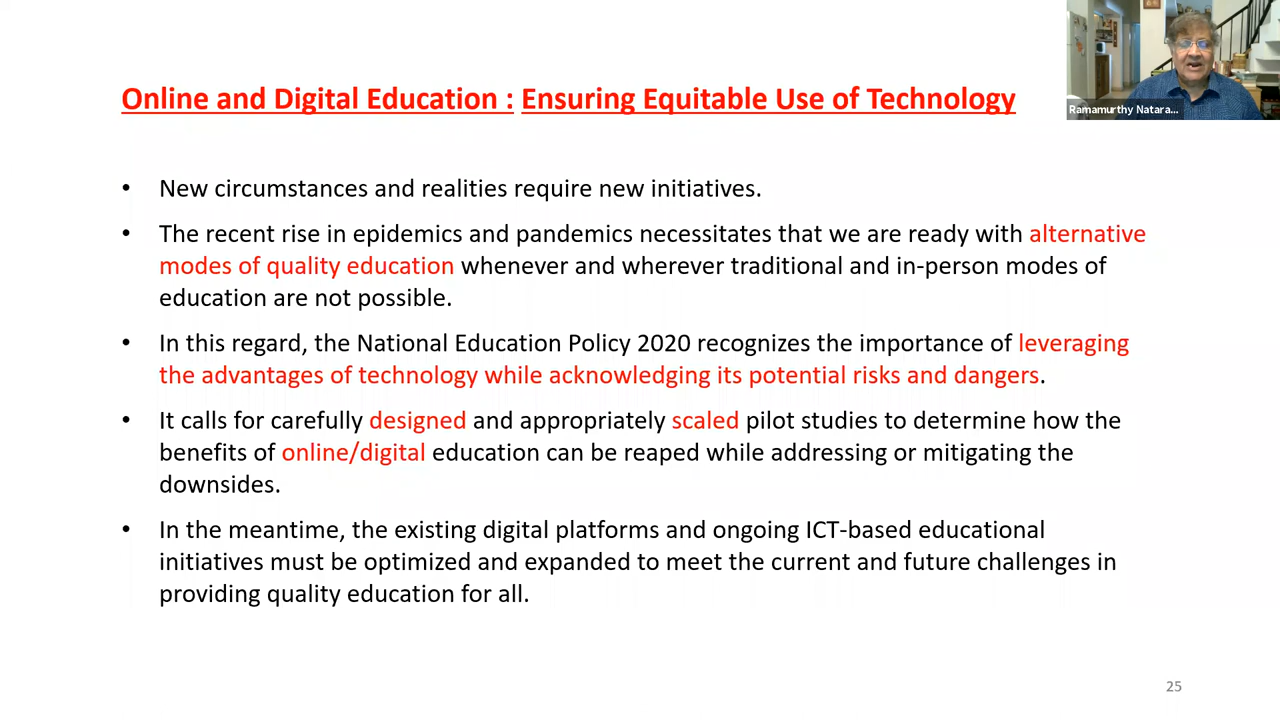 Online and Digital Education : Ensuring Equitable Use of Technology
Ramamurthy Natara...
• New circumstances and realities require new initiatives.
• The recent rise in epidemics and pandemics necessitates that we are ready with alternative
modes of quality education whenever and wherever traditional and in-person modes of
education are not possible.
• In this regard, the National Education Policy 2020 recognizes the importance of leveraging
the advantages of technology while acknowledging its potential risks and dangers.
• It calls for carefully designed and appropriately scaled pilot studies to determine how the
benefits of online/digital education can be reaped while addressing or mitigating the
downsides.
• In the meantime, the existing digital platforms and ongoing ICT-based educational
initiatives must be optimized and expanded to meet the current and future challenges in
providing quality education for all.
25